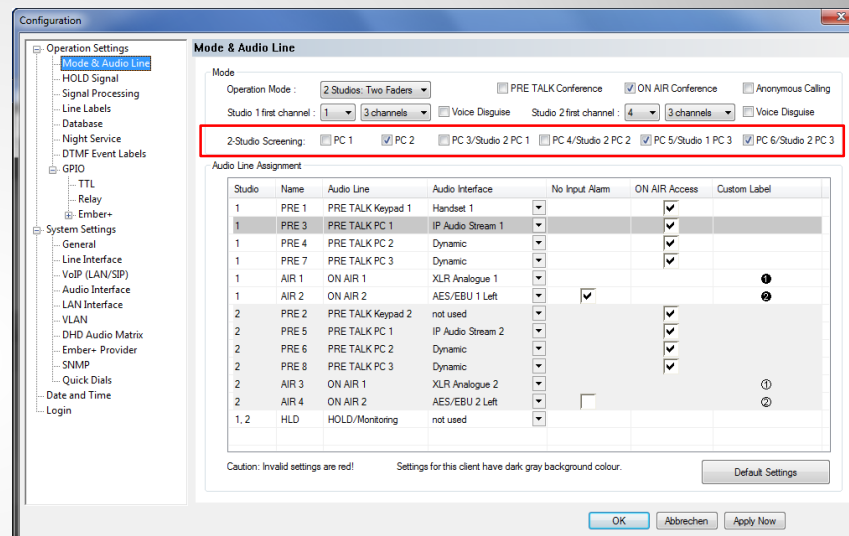 Configuration
Operation Settings
Mode & Audio Line
HOLD Signal
Signal Processing
Line Labels
Database
Night Service
DTMF Event Labels
GPIO
TTL
Relay
Ember+
System Settings
General
Line Interface
VoIP (LAN/SIP)
Audio Interface
LAN Interface
VLAN
DHD Audio Matrix
Ember+ Provider
SNMP
Quick Dials
Date and Time
Login
Mode & Audio Line
Mode
Operation Mode : 2 Studios: Two Faders PRE TALK Conference ON AIR Conference Anonymous Calling
Studio 1 first channel : 1 3 channels Voice Disguise Studio 2 first channel : 4 3 channels Voice Disguise
2-Studio Screening: PC 1 PC 2 PC 3/Studio 2 PC 1 PC 4/Studio 2 PC 2 PC 5/Studio 1 PC 3 PC 6/Studio 2 PC 3
Audio Line Assignment
Studio Name Audio Line Audio Interface No Input Alarm ON AIR Access Custom Label
1 PRE 1 PRE TALK Keypad 1 Handset 1
1 PRE 3 PRE TALK PC 1 IP Audio Stream 1
1 PRE 4 PRE TALK PC 2 Dynamic
1 PRE 7 PRE TALK PC 3 Dynamic
1 AIR 1 ON AIR 1 XLR Analogue 1 ❶
1 AIR 2 ON AIR 2 AES/EBU 1 Left ❷
2 PRE 2 PRE TALK Keypad 2 not used
2 PRE 5 PRE TALK PC 1 IP Audio Stream 2
2 PRE 6 PRE TALK PC 2 Dynamic
2 PRE 8 PRE TALK PC 3 Dynamic
2 AIR 3 ON AIR 1 XLR Analogue 2 ①
2 AIR 4 ON AIR 2 AES/EBU 2 Left ②
1, 2 HLD HOLD/Monitoring not used
Caution: Invalid settings are red! Settings for this client have dark gray background colour.
Default Settings
OK Abbrechen Apply Now